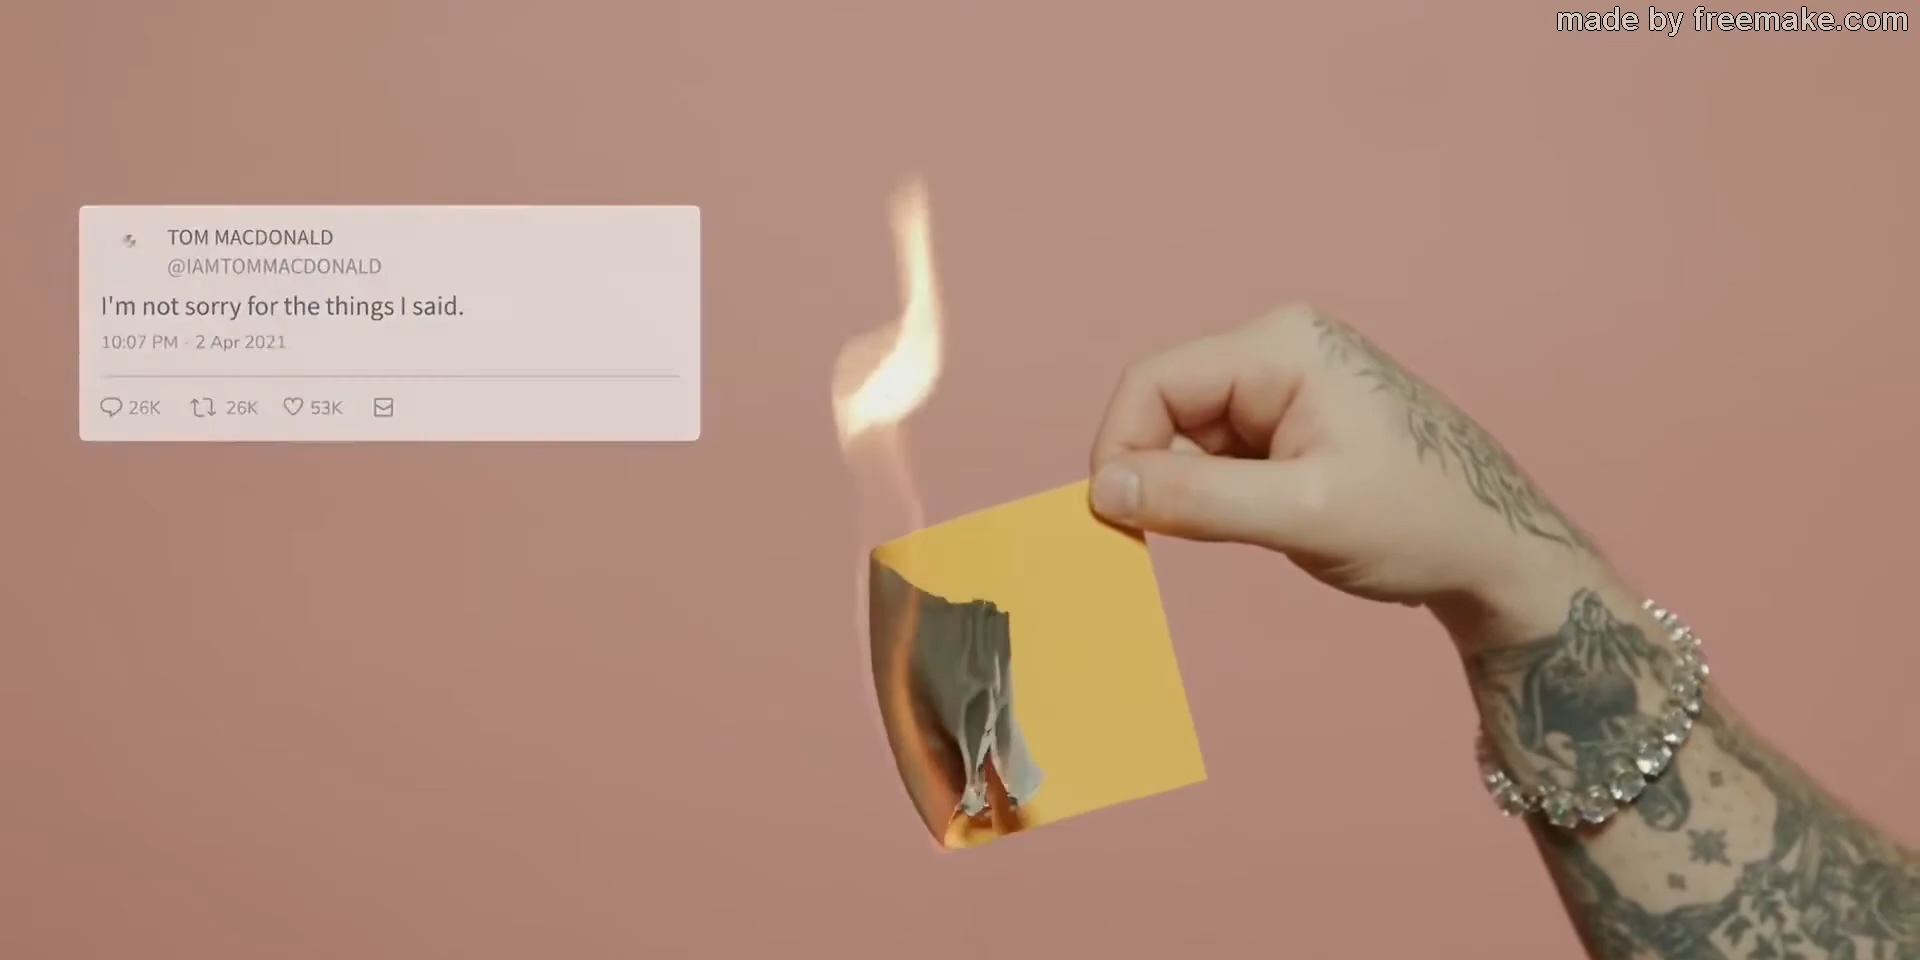 made by freemake.com
TOM MACDONALD
@IAMTOMMACDONALD
I'm not sorry for the things I said.
10:07 PM - 2 Apr 2021
26K 26K 53K